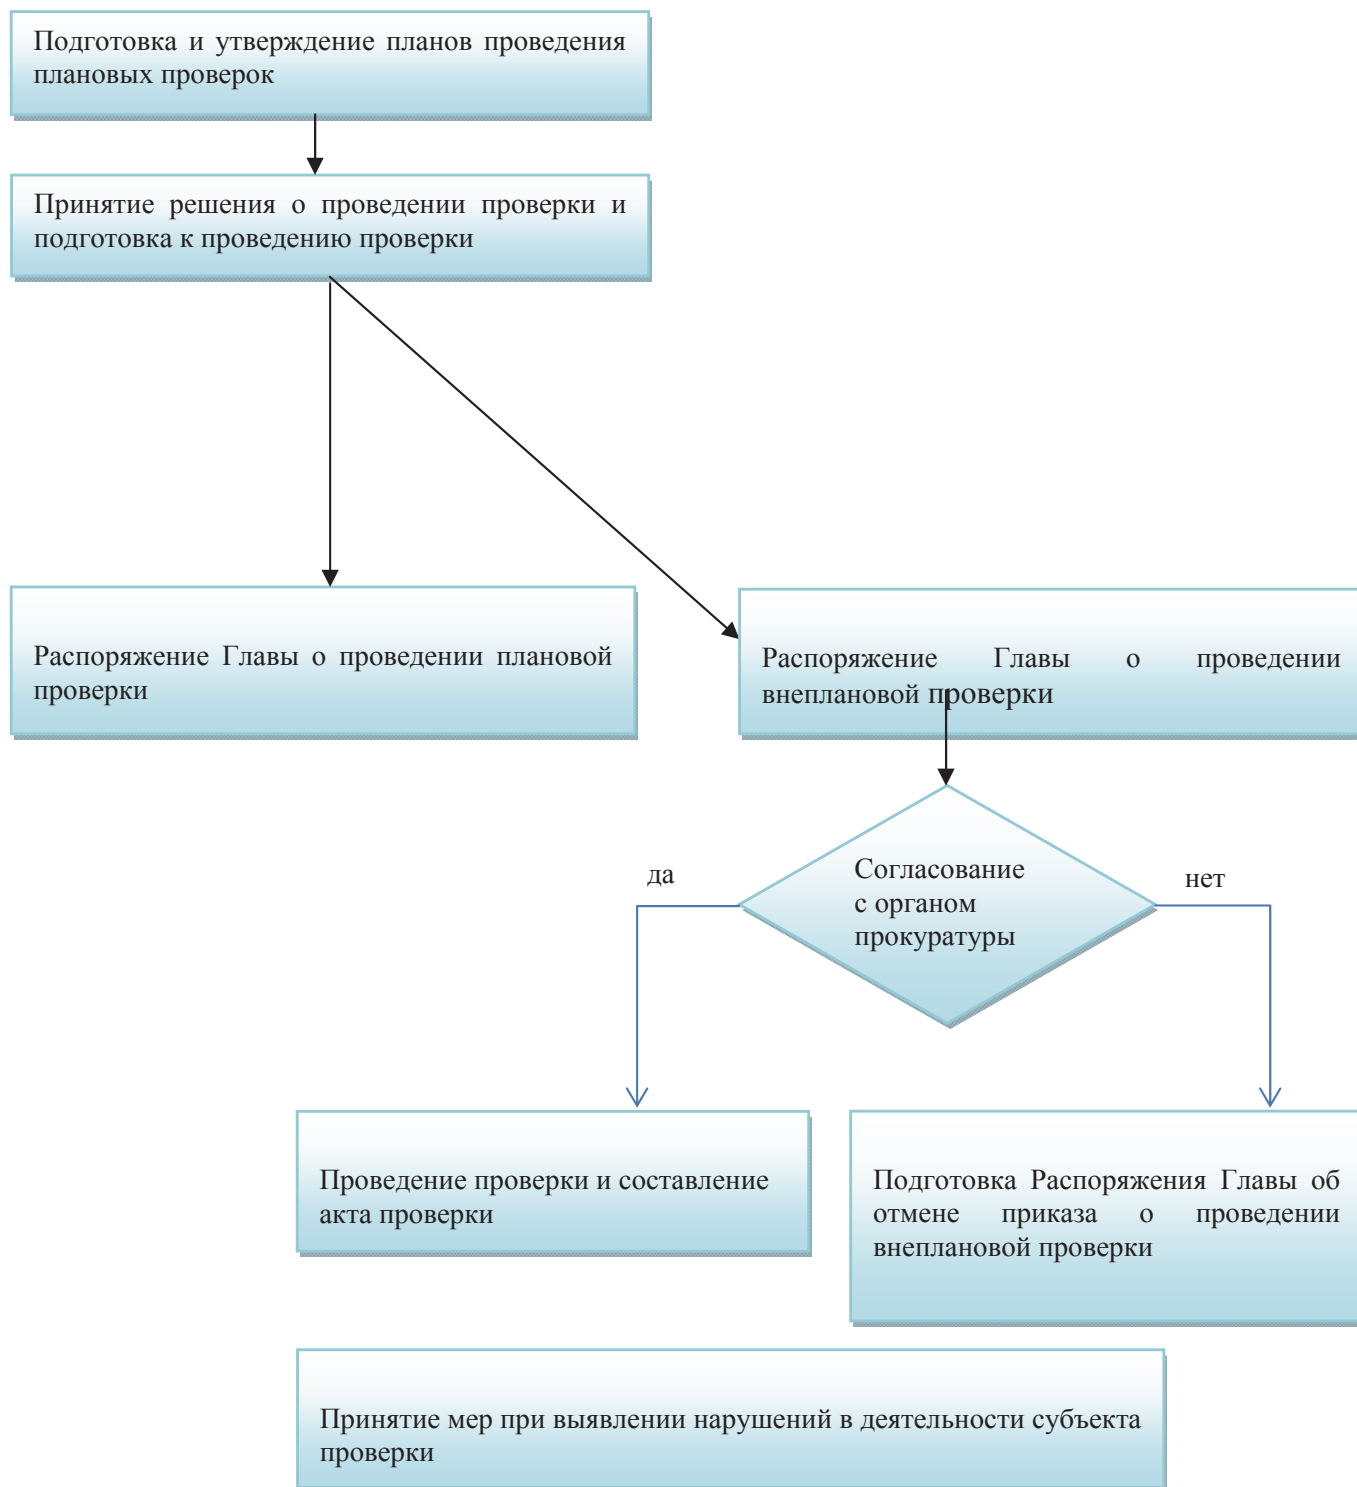 Подготовка и утверждение планов проведения
плановых проверок
Принятие решения о проведении проверки и
подготовка к проведению проверки
Распоряжение Главы о проведении плановой
проверки
Распоряжение Главы о проведении
внеплановой проверки
Согласование
с органом
прокуратуры
да
нет
Проведение проверки и составление
акта проверки
Подготовка Распоряжения Главы об
отмене приказа о проведении
внеплановой проверки
Принятие мер при выявлении нарушений в деятельности субъекта
проверки